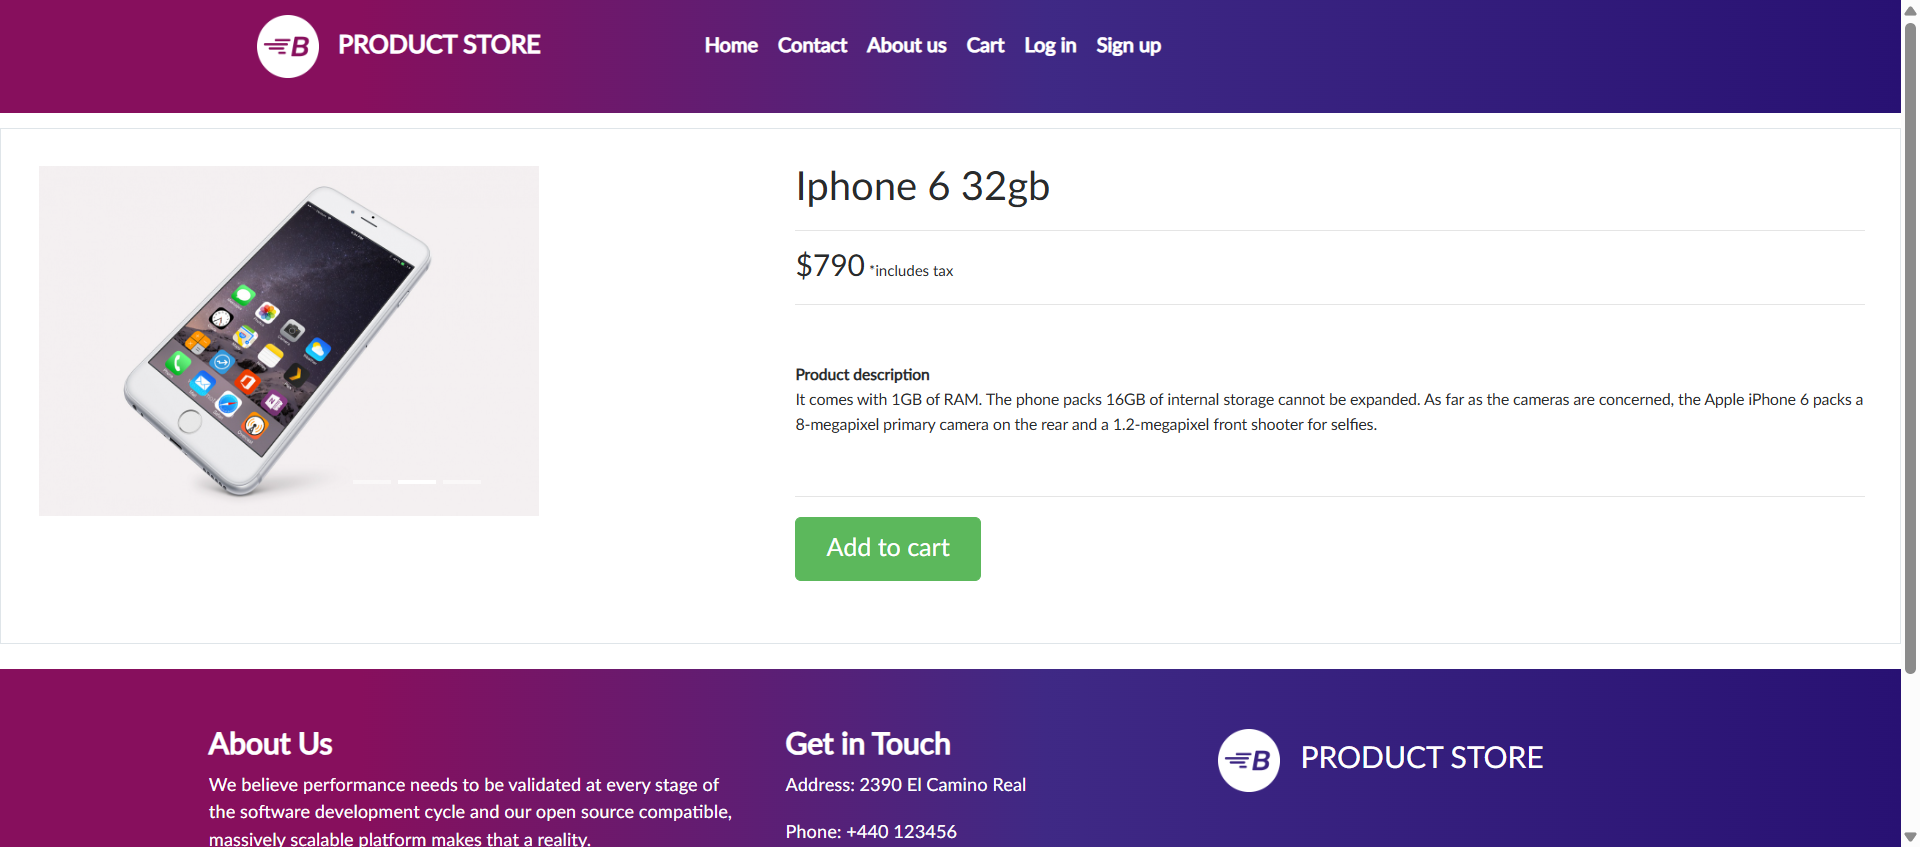 B PRODUCT STORE
Home Contact About us Cart Log in Sign up
Iphone 6 32gb
$790 *includes tax
Product description
It comes with 1GB of RAM. The phone packs 16GB of internal storage cannot be expanded. As far as the cameras are concerned, the Apple iPhone 6 packs a
8-megapixel primary camera on the rear and a 1.2-megapixel front shooter for selfies.
Add to cart
About Us
We believe performance needs to be validated at every stage of
the software development cycle and our open source compatible,
massively scalable platform makes that a reality.
Get in Touch
Address: 2390 El Camino Real
Phone: +440 123456
B PRODUCT STORE